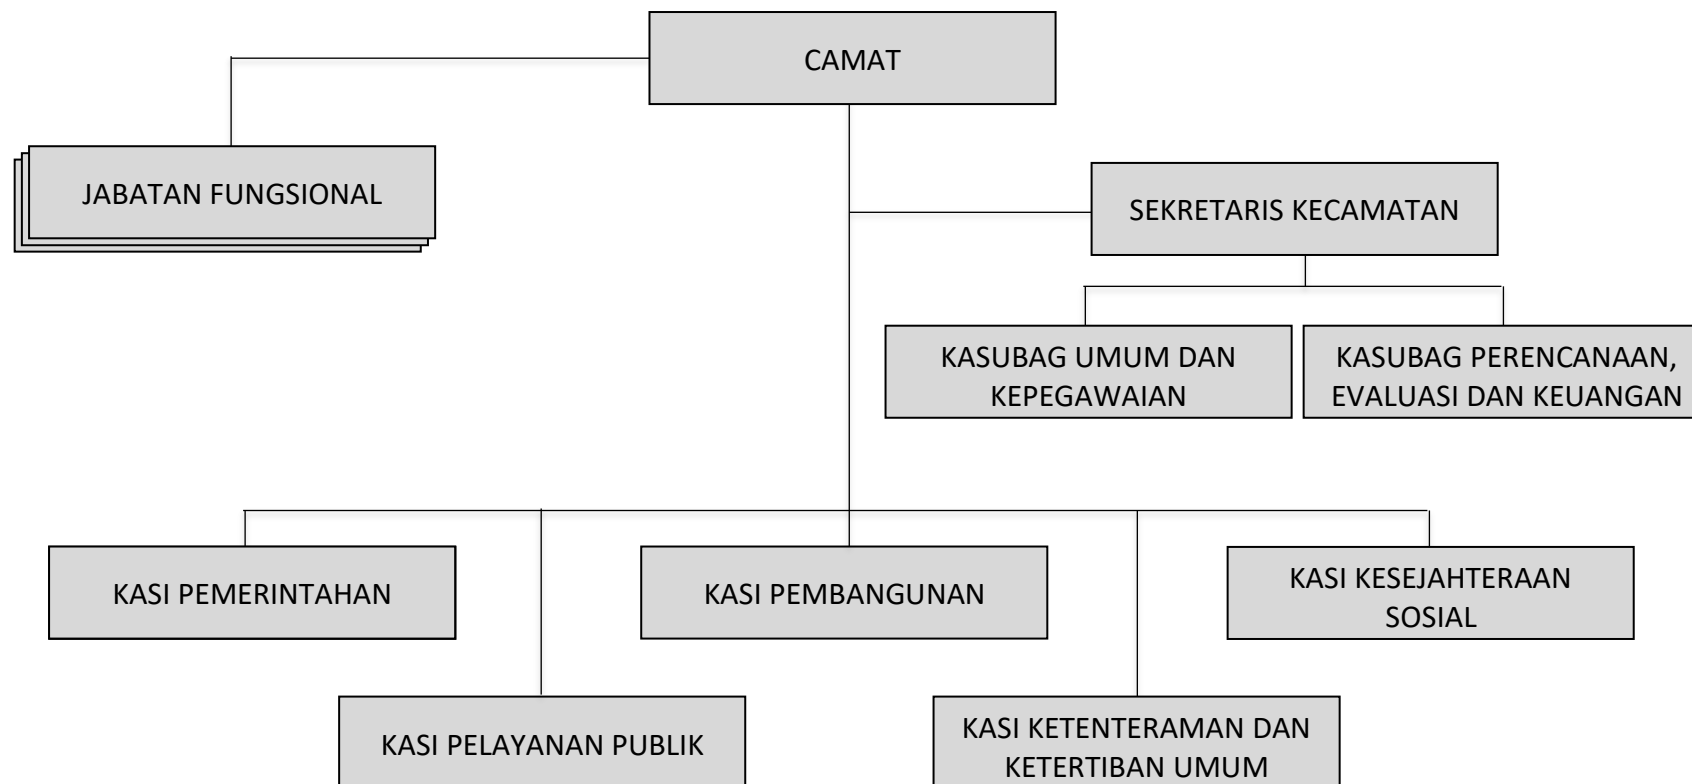 CAMAT
JABATAN FUNGSIONAL
SEKRETARIS KECAMATAN
KASUBAG UMUM DAN
KEPEGAWAIAN
KASUBAG PERENCANAAN,
EVALUASI DAN KEUANGAN
KASI PEMERINTAHAN
KASI PEMBANGUNAN
KASI KESEJAHTERAAN
SOSIAL
KASI PELAYANAN PUBLIK
KASI KETENTERAMAN DAN
KETERTIBAN UMUM